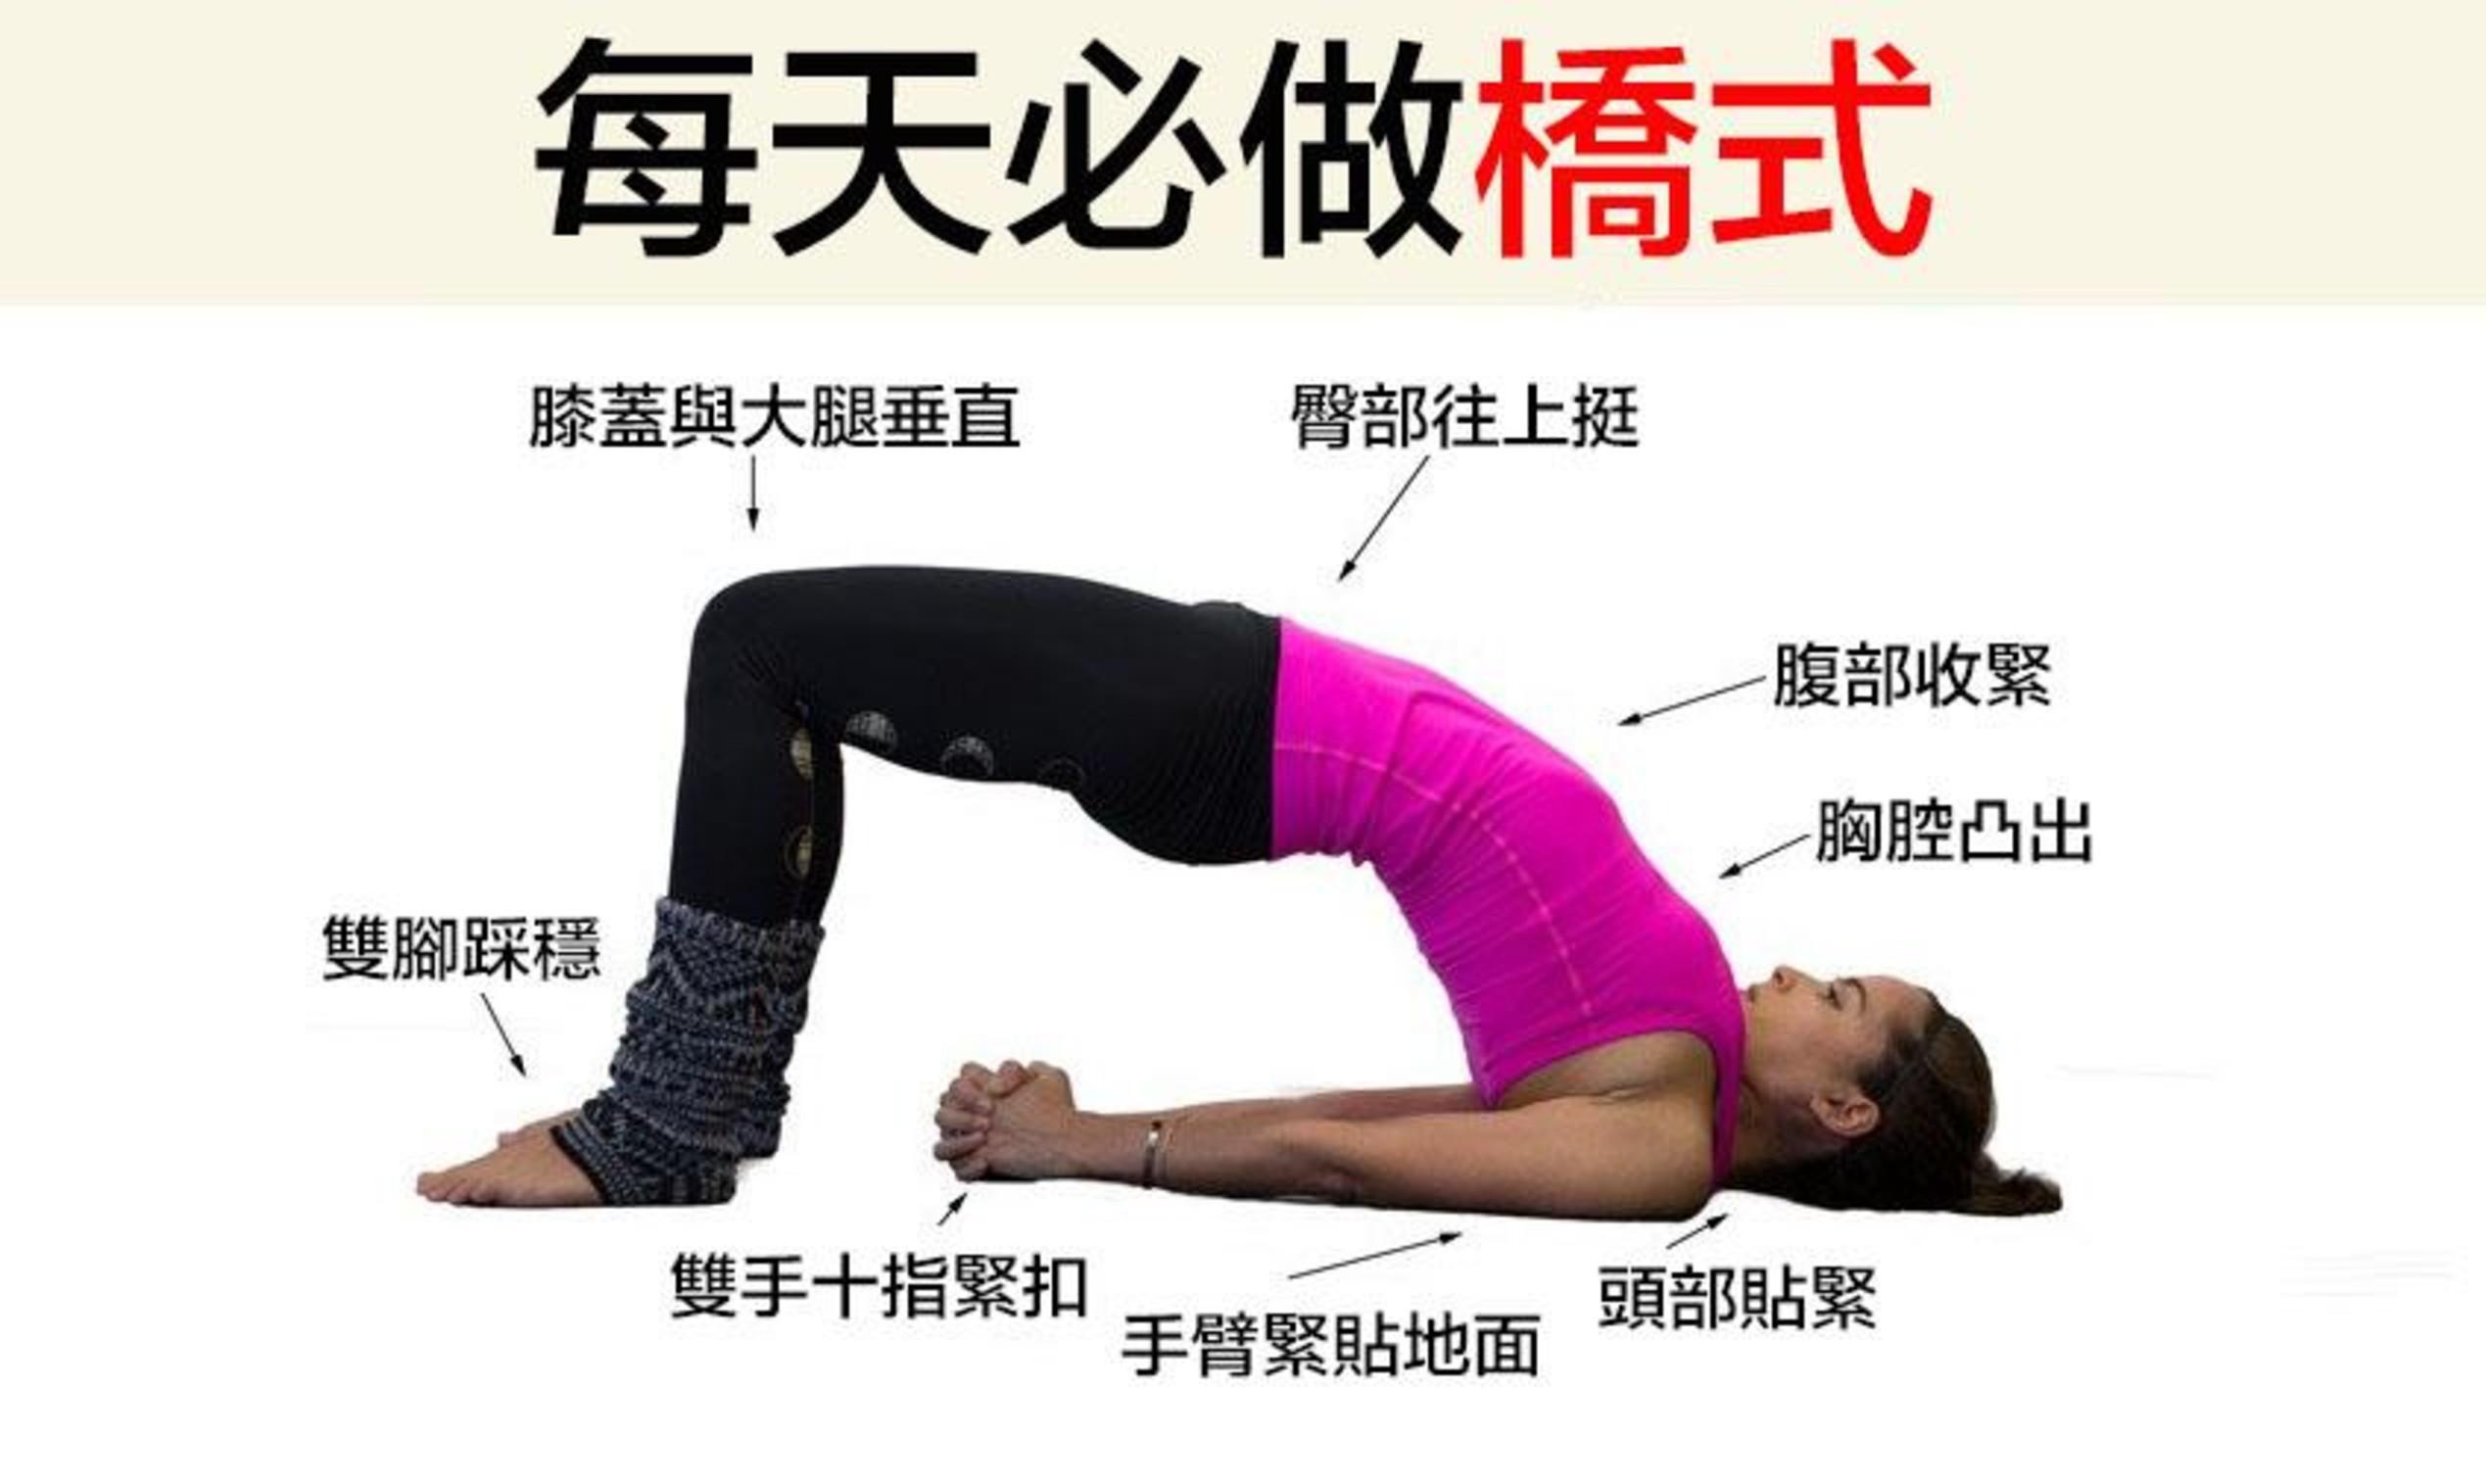 每天必做橋式
膝蓋與大腿垂直
臀部往上挺
腹部收緊
胸腔凸出
雙腳踩穩
雙手十指緊扣
手臂緊貼地面
頭部貼緊